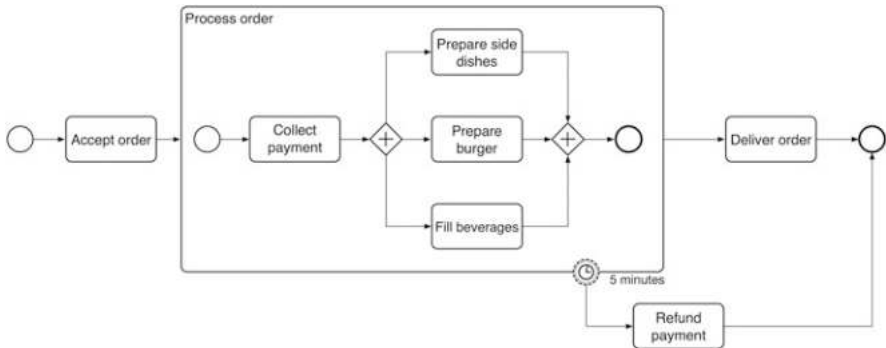 Process order
Prepare side
dishes
Accept order
Collect
payment
Prepare
burger
Deliver order
Fill beverages
5 minutes
Refund
payment